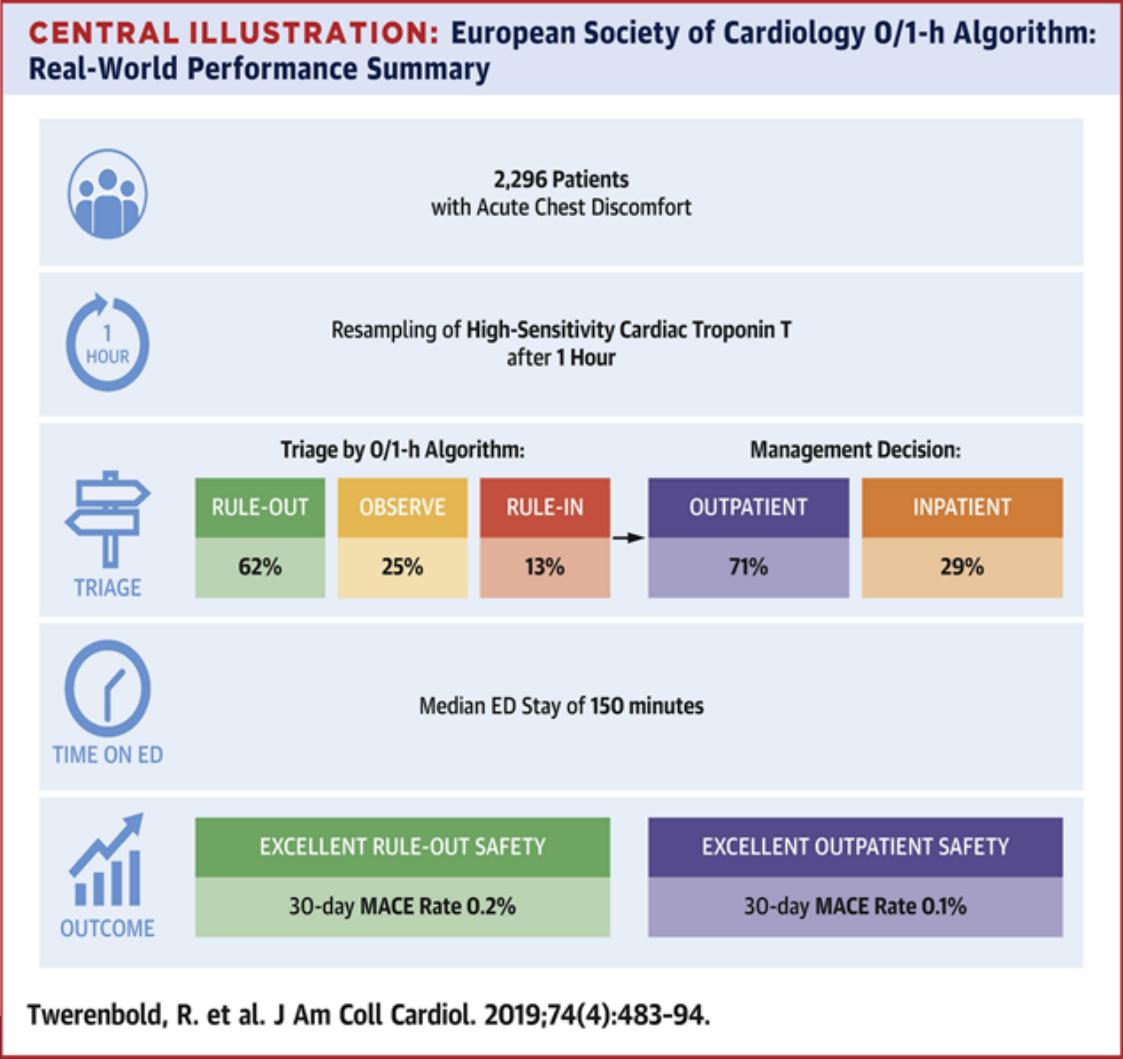 CENTRAL ILLUSTRATION: European Society of Cardiology 0/1-h Algorithm:
Real-World Performance Summary
2,296 Patients
with Acute Chest Discomfort
1
HOUR
Resampling of High-Sensitivity Cardiac Troponin T
after 1 Hour
TRIAGE
Triage by 0/1-h Algorithm:
RULE-OUT
62%
OBSERVE
25%
RULE-IN
13%
Management Decision:
OUTPATIENT
71%
INPATIENT
29%
TIME ON ED
Median ED Stay of 150 minutes
OUTCOME
EXCELLENT RULE-OUT SAFETY
30-day MACE Rate 0.2%
EXCELLENT OUTPATIENT SAFETY
30-day MACE Rate 0.1%
Twerenbold, R. et al. J Am Coll Cardiol. 2019;74(4):483-94.